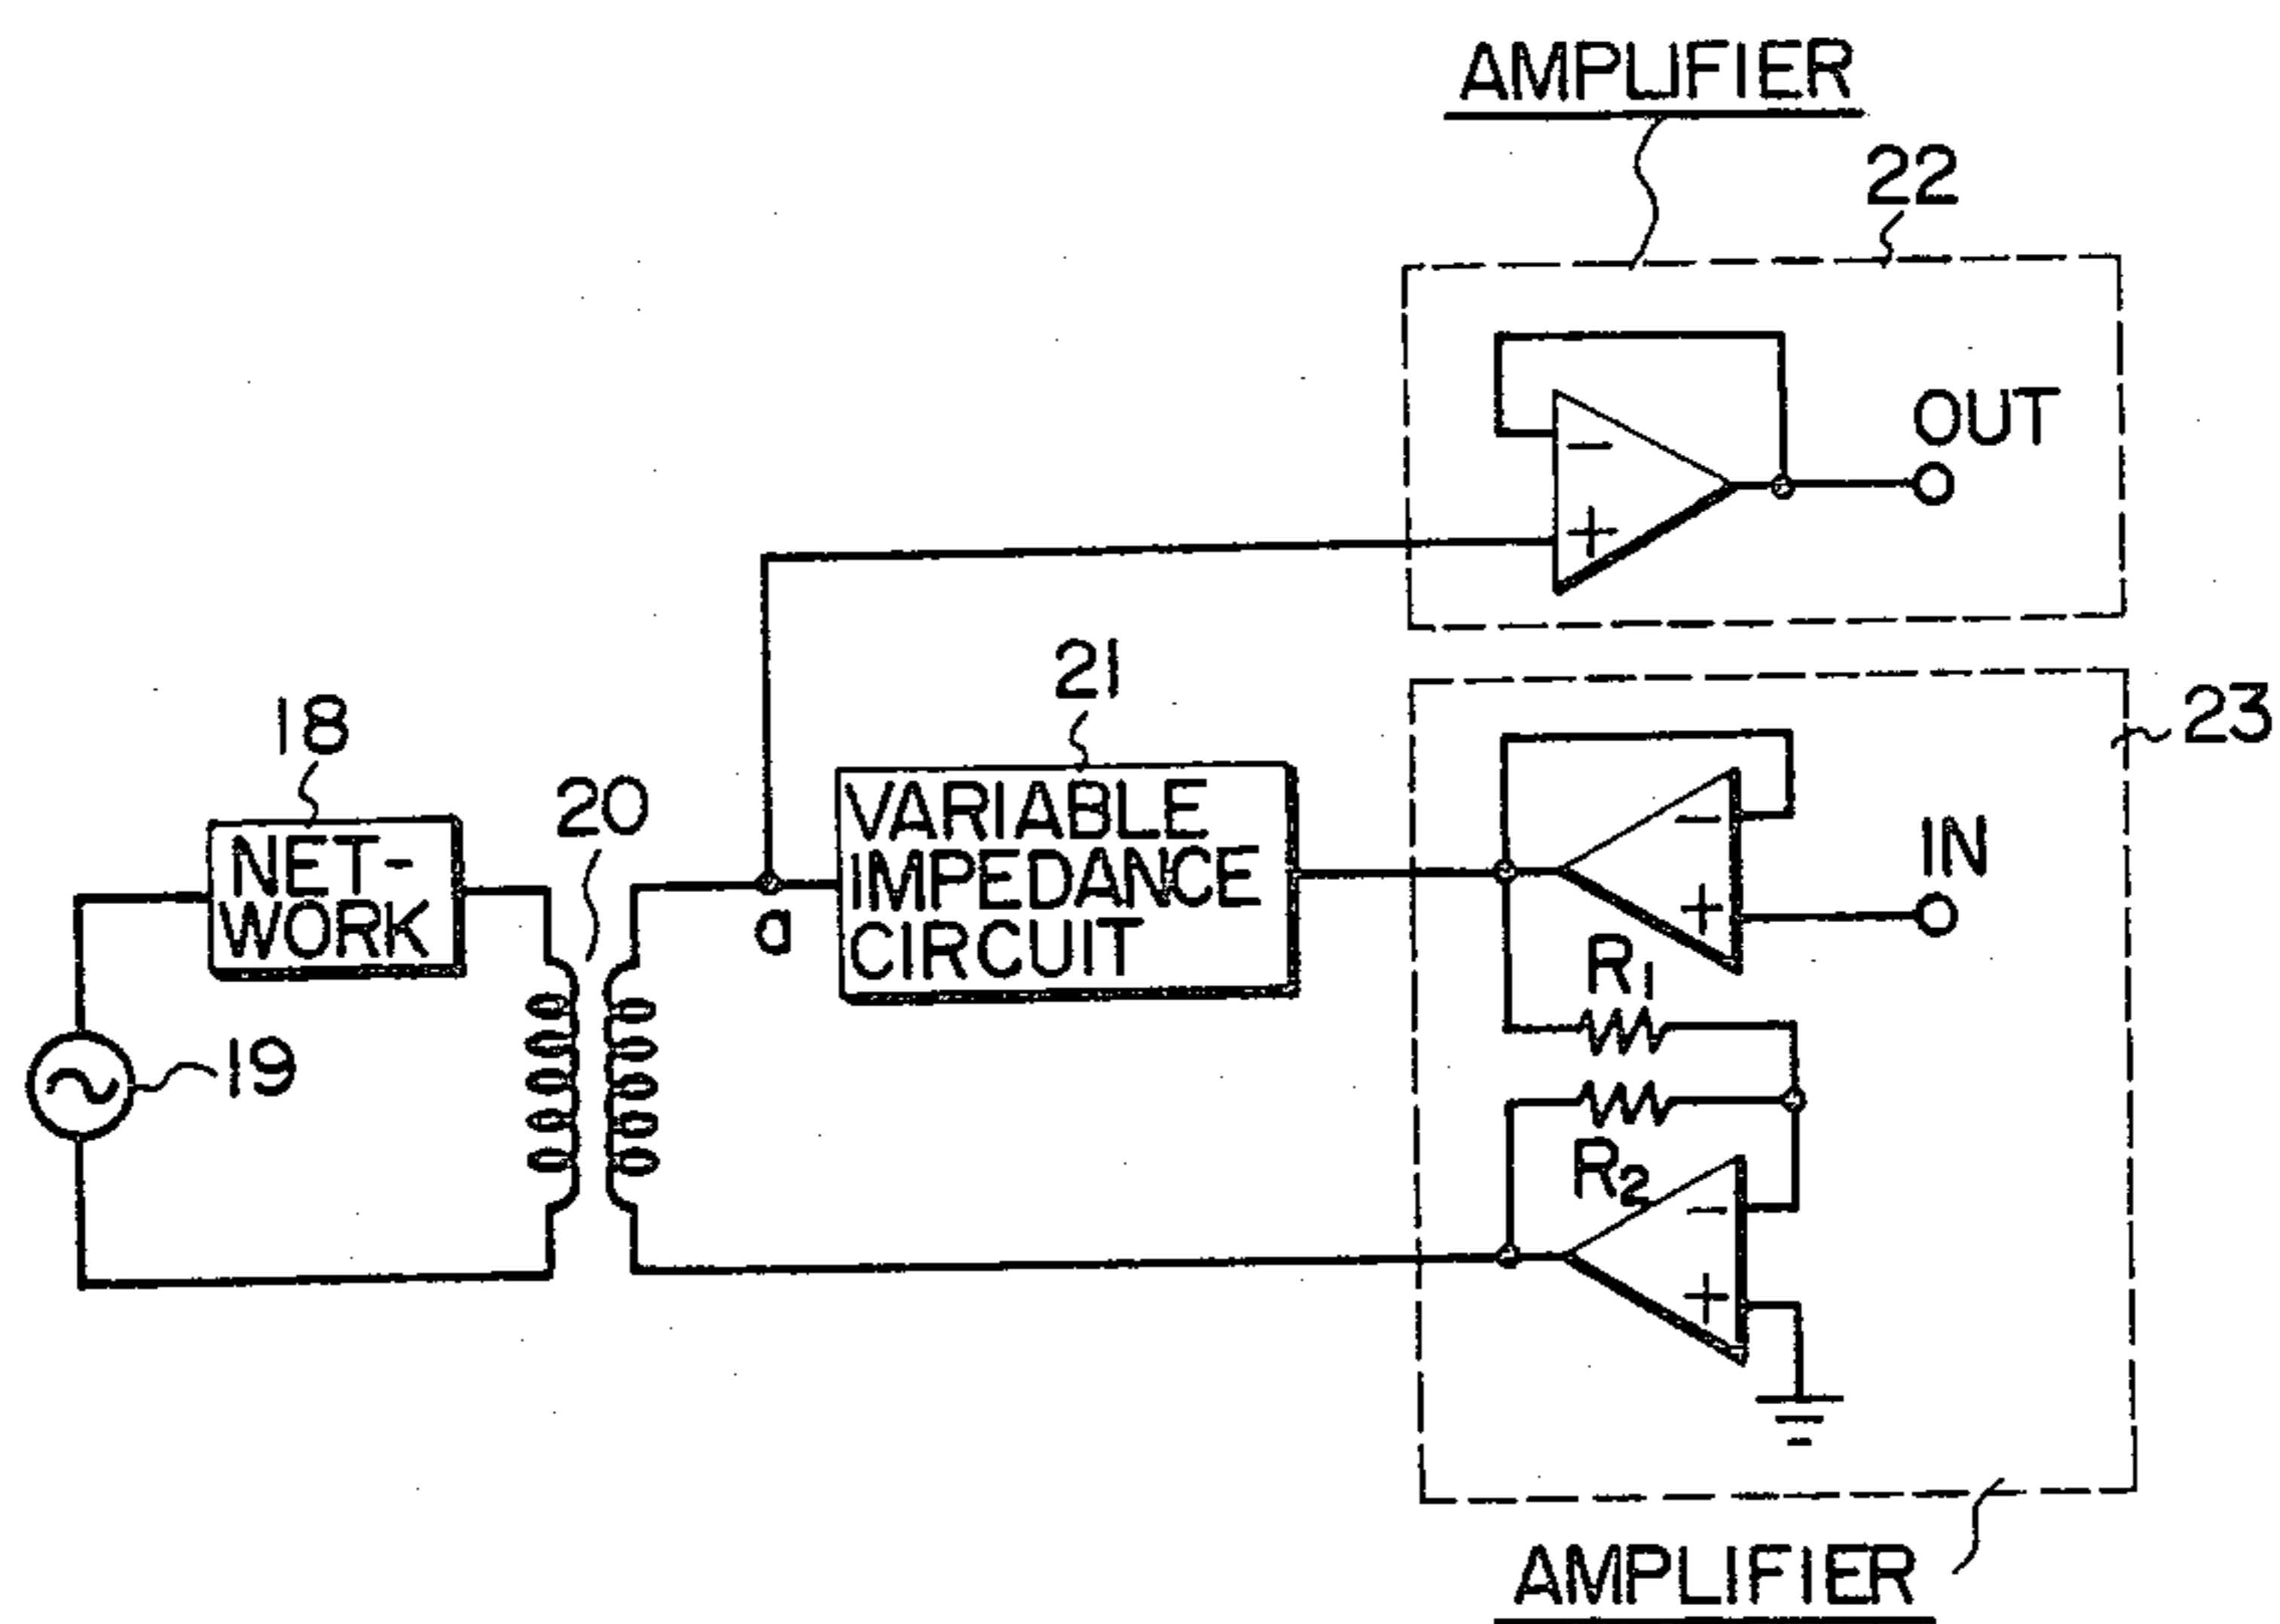 AMPLIFIER
22
OUT
-
+
21
18
20
23
NET-
WORK
VARIABLE
IMPEDANCE
CIRCUIT
a
-
+
IN
19
R1
R2
-
+
AMPLIFIER